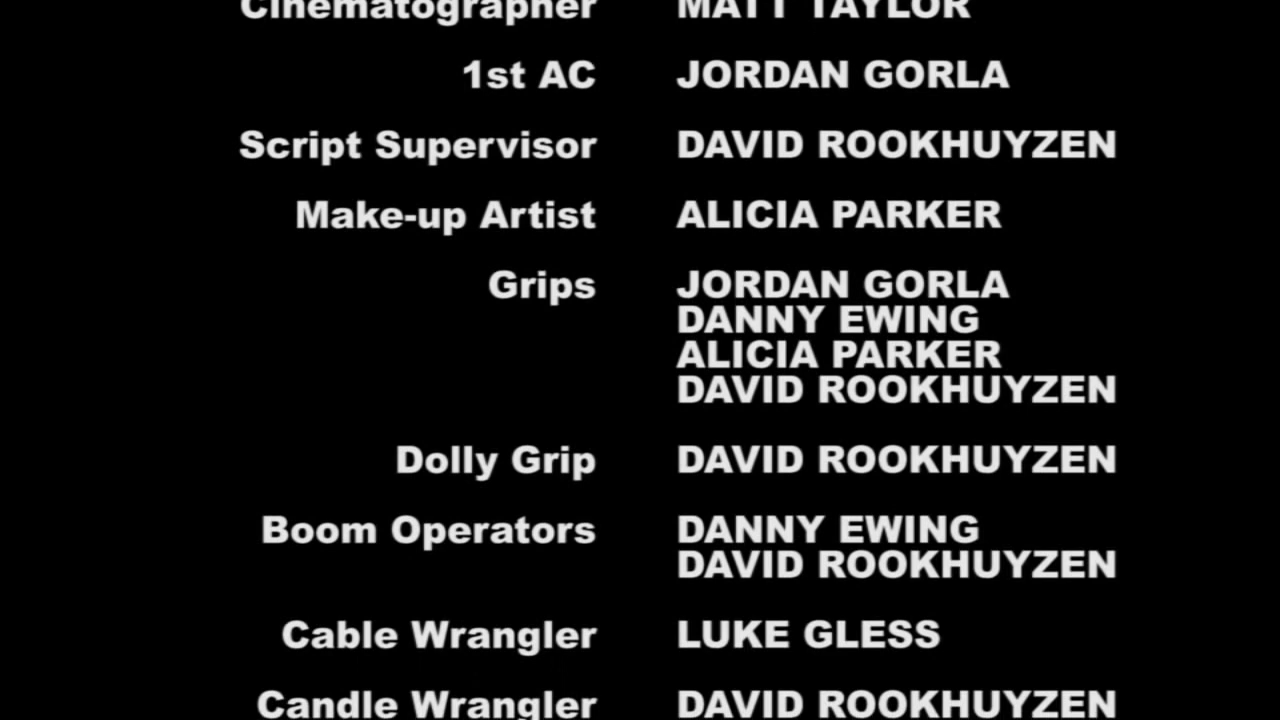 Cinematographer MATT TAYLOR
1st AC JORDAN GORLA
Script Supervisor DAVID ROOKHUYZEN
Make-up Artist ALICIA PARKER
Grips JORDAN GORLA
DANNY EWING
ALICIA PARKER
DAVID ROOKHUYZEN
Dolly Grip DAVID ROOKHUYZEN
Boom Operators DANNY EWING
DAVID ROOKHUYZEN
Cable Wrangler LUKE GLESS
Candle Wrangler DAVID ROOKHUYZEN